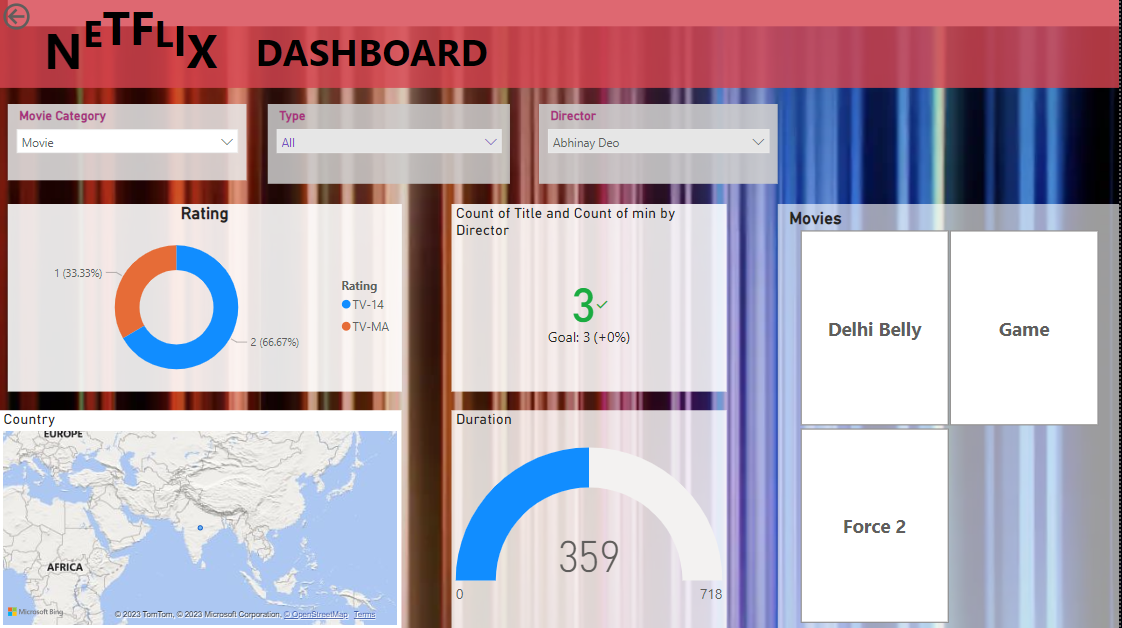 NETFLIX DASHBOARD
Movie Category
Movie
Type
All
Director
Abhinay Deo
Rating
1 (33.33%)
2 (66.67%)
Rating
TV-14
TV-MA
Count of Title and Count of min by
Director
3
Goal: 3 (+0%)
Movies
Delhi Belly
Game
Force 2
Country
EUROPE
AFRICA
Microsoft Bing
© 2023 TomTom, © 2023 Microsoft Corporation, © OpenStreetMap Terms
Duration
359
0
718